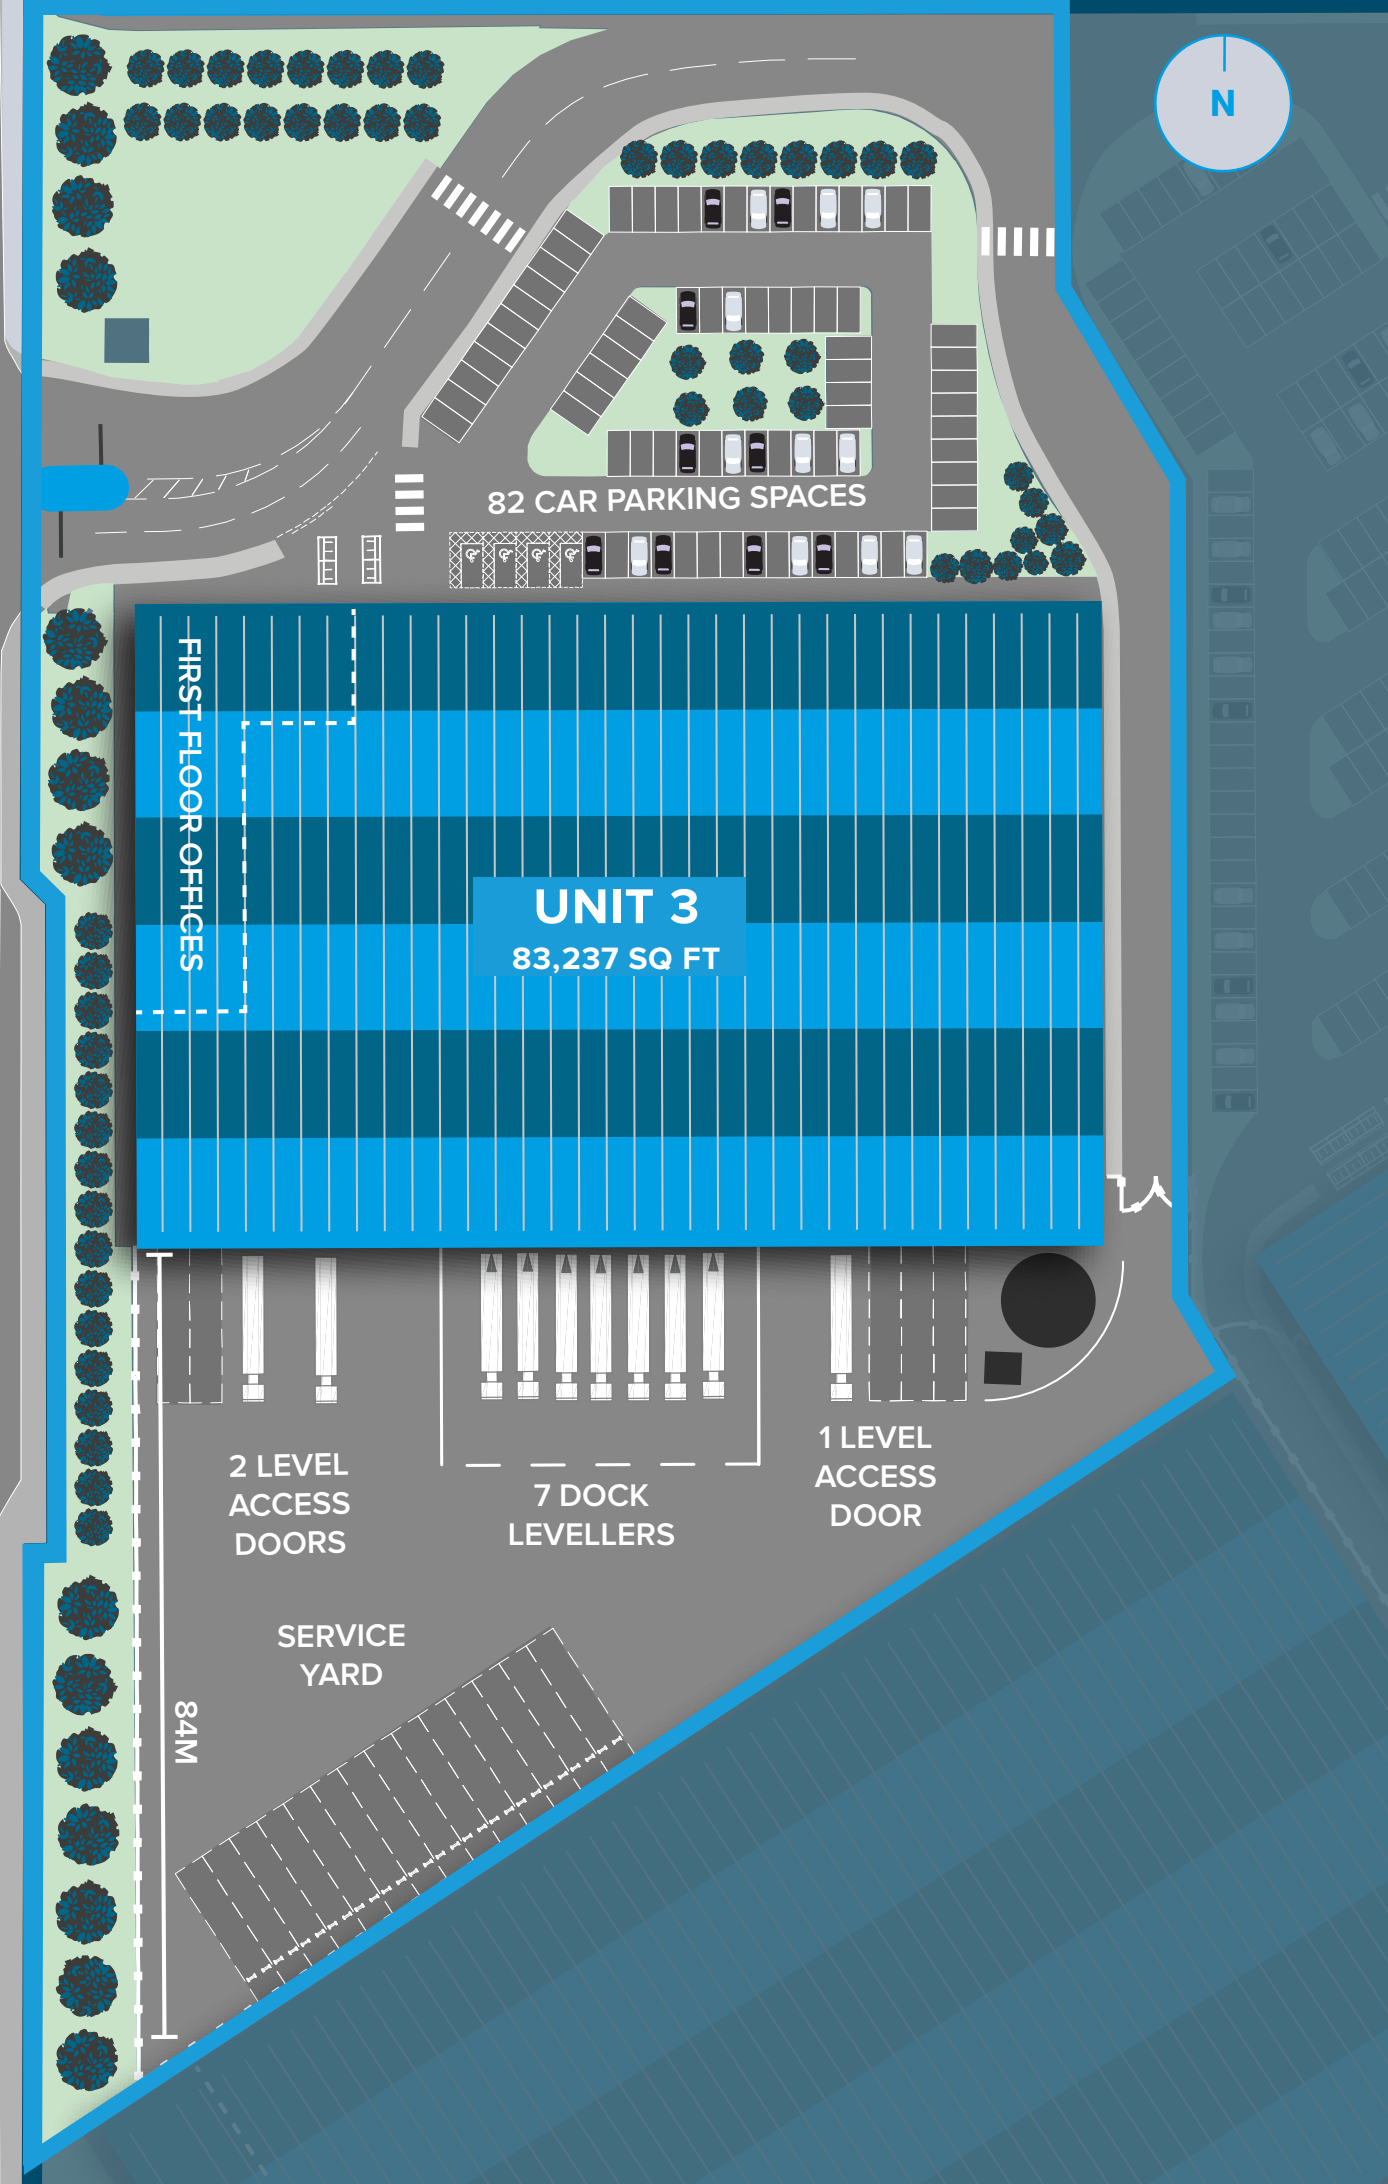 N
82 CAR PARKING SPACES
FIRST FLOOR OFFICES
UNIT 3
83,237 SQ FT
2 LEVEL
ACCESS
DOORS
7 DOCK
LEVELLERS
1 LEVEL
ACCESS
DOOR
SERVICE
YARD
84M